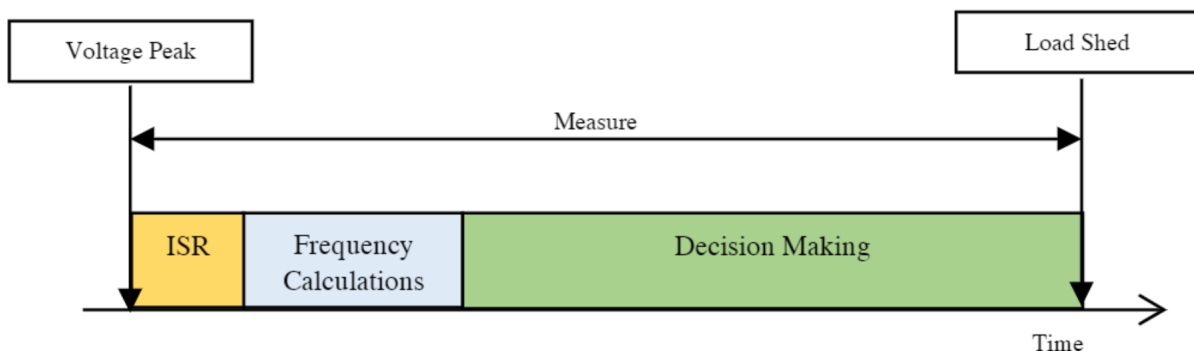 Voltage Peak
Load Shed
Measure
ISR
Frequency
Calculations
Decision Making
Time